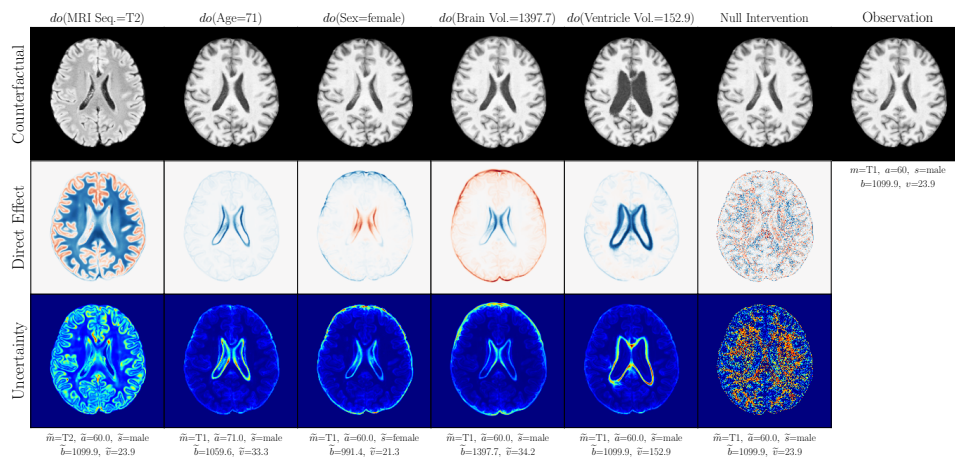 do(MRI Seq.=T2) do(Age=71) do(Sex=female) do(Brain Vol.=1397.7) do(Ventricle Vol.=152.9) Null Intervention Observation
Counterfactual
m=T1, a=60, s=male
b=1099.9, v=23.9
Direct Effect
Uncertainty
m̃=T2, ã=60.0, s̃=male m̃=T1, ã=71.0, s̃=male m̃=T1, ã=60.0, s̃=female m̃=T1, ã=60.0, s̃=male m̃=T1, ã=60.0, s̃=male m̃=T1, ã=60.0, s̃=male
b̃=1099.9, ṽ=23.9 b̃=1059.6, ṽ=33.3 b̃=991.4, ṽ=21.3 b̃=1397.7, ṽ=34.2 b̃=1099.9, ṽ=152.9 b̃=1099.9, ṽ=23.9